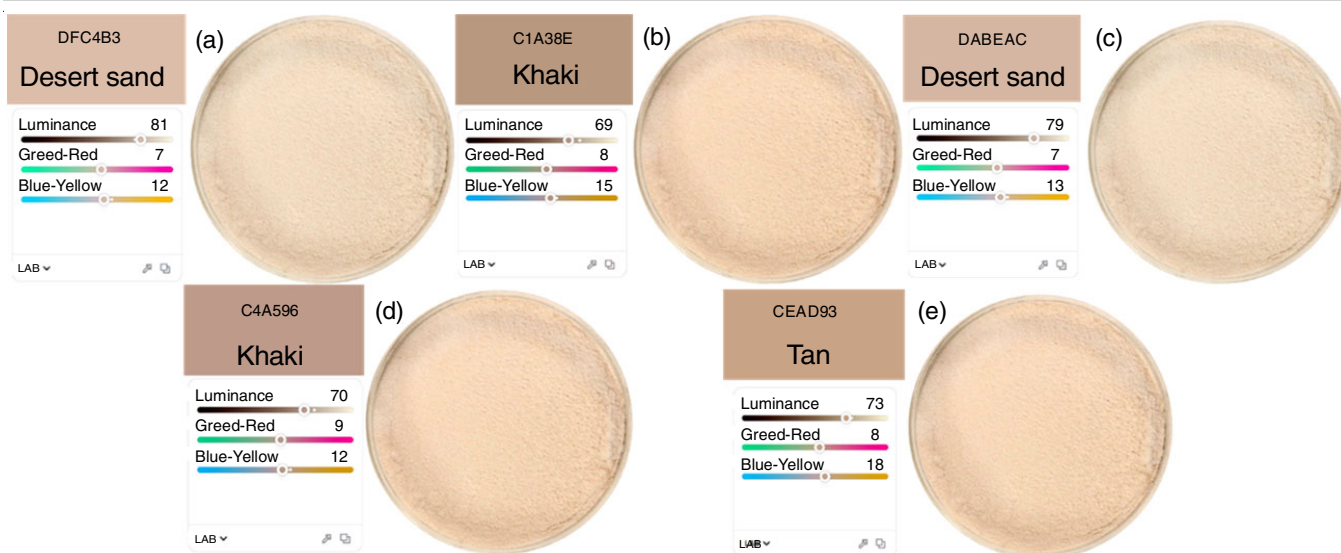 DFC4B3
Desert sand
(a)
Luminance 81
Greed-Red 7
Blue-Yellow 12
LAB
C1A38E
Khaki
(b)
Luminance 69
Greed-Red 8
Blue-Yellow 15
LAB
DABEAC
Desert sand
(c)
Luminance 79
Greed-Red 7
Blue-Yellow 13
LAB
C4A596
Khaki
(d)
Luminance 70
Greed-Red 9
Blue-Yellow 12
LAB
CEAD93
Tan
(e)
Luminance 73
Greed-Red 8
Blue-Yellow 18
LAB